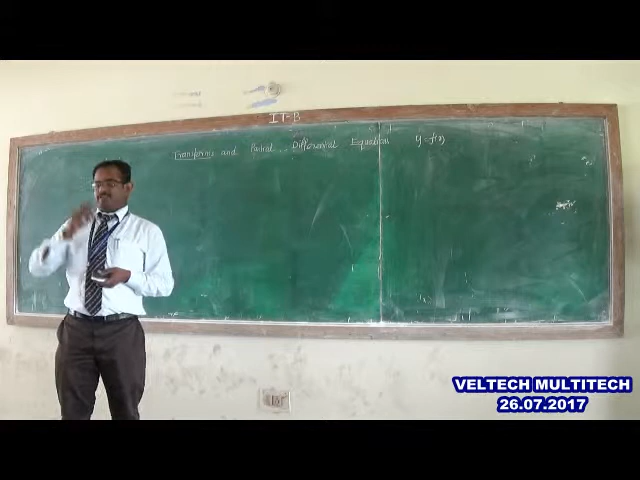 IT-B
Transforms and Partial Differential Equation y = f(x)
VELTECH MULTITECH
26.07.2017